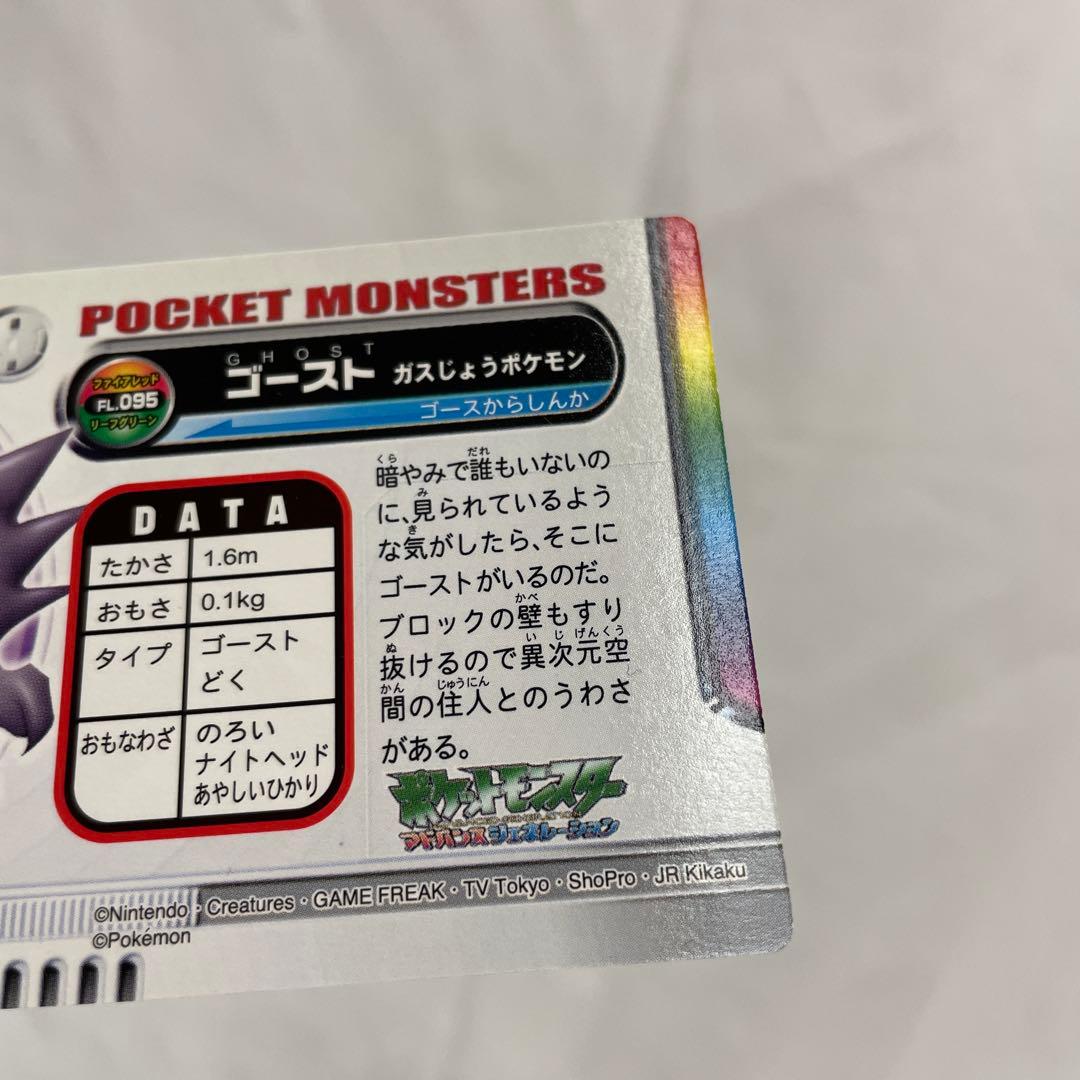 POCKET MONSTERS
GHOST
ゴースト ガスじょうポケモン
ファイアレッド
FL.095
リーフグリーン
ゴースからしんか
DATA
たかさ 1.6m
おもさ 0.1kg
タイプ ゴースト
どく
おもなわざ のろい
ナイトヘッド
あやしいひかり
暗やみで誰もいないの
に、見られているよう
な気がしたら、そこに
ゴーストがいるのだ。
ブロックの壁もすり
抜けるので異次元空
間の住人とのうわさ
がある。
ポケットモンスター
アドバンスジェネレーション
©Nintendo・Creatures・GAME FREAK・TV Tokyo・ShoPro・JR Kikaku
©Pokémon